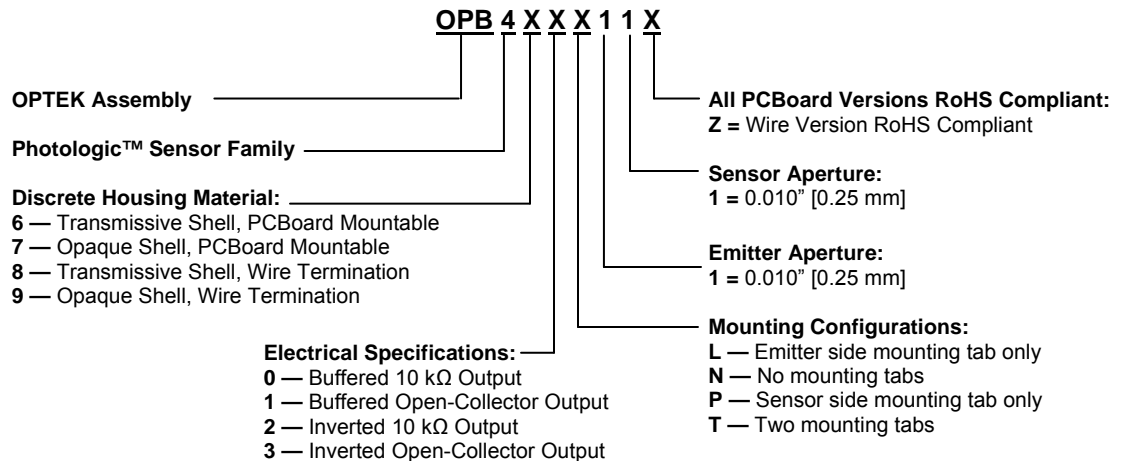 OPB 4 X X X 1 1 X
OPTEK Assembly
Photologic™ Sensor Family
Discrete Housing Material:
6 — Transmissive Shell, PCBoard Mountable
7 — Opaque Shell, PCBoard Mountable
8 — Transmissive Shell, Wire Termination
9 — Opaque Shell, Wire Termination
Electrical Specifications:
0 — Buffered 10 kΩ Output
1 — Buffered Open-Collector Output
2 — Inverted 10 kΩ Output
3 — Inverted Open-Collector Output
All PCBoard Versions RoHS Compliant:
Z = Wire Version RoHS Compliant
Sensor Aperture:
1 = 0.010” [0.25 mm]
Emitter Aperture:
1 = 0.010” [0.25 mm]
Mounting Configurations:
L — Emitter side mounting tab only
N — No mounting tabs
P — Sensor side mounting tab only
T — Two mounting tabs